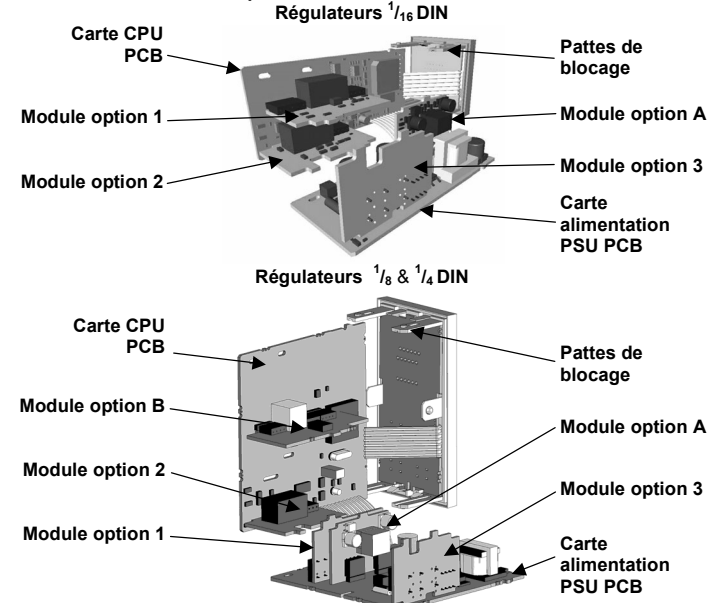 Régulateurs 1/16 DIN
Carte CPU
PCB
Pattes de
blocage
Module option 1
Module option A
Module option 2
Module option 3
Carte
alimentation
PSU PCB
Régulateurs 1/8 & 1/4 DIN
Carte CPU
PCB
Pattes de
blocage
Module option B
Module option A
Module option 2
Module option 3
Module option 1
Carte
alimentation
PSU PCB